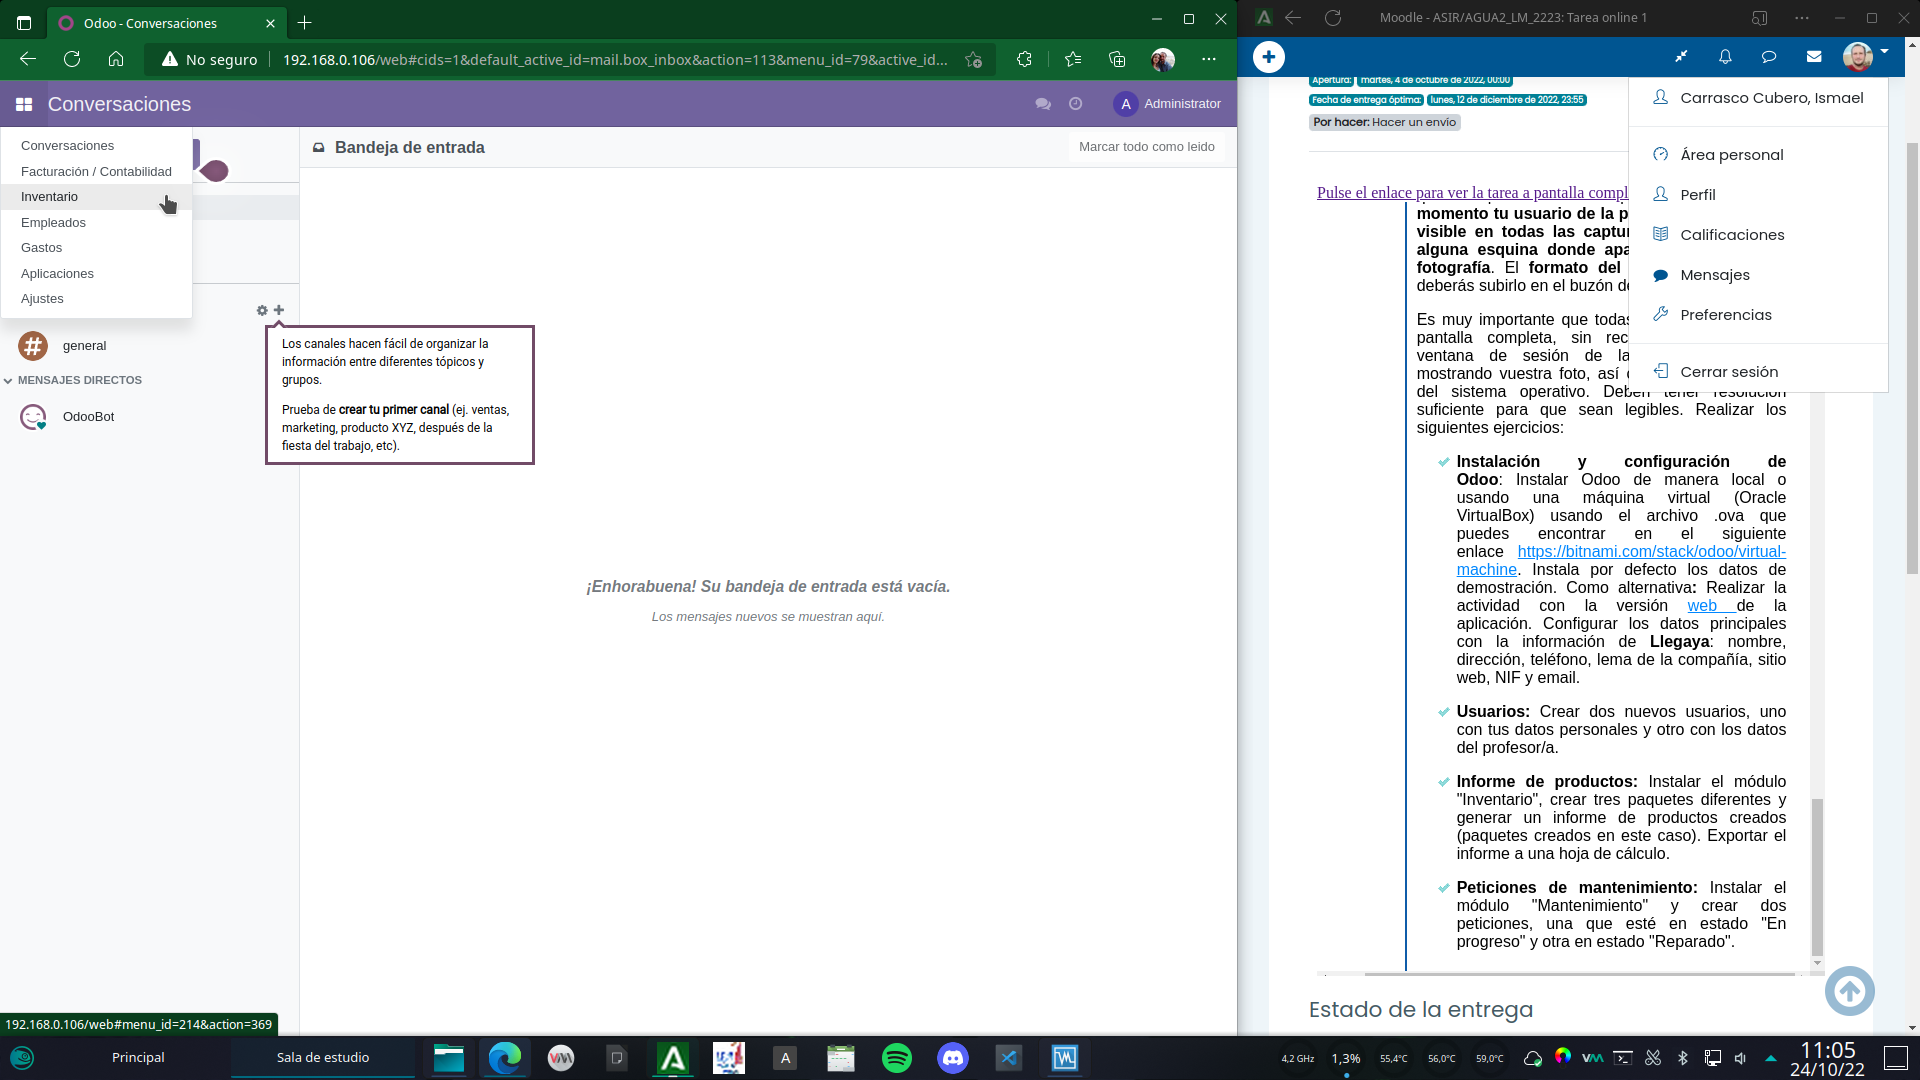 Odoo - Conversaciones
No seguro
192.168.0.106/web#cids=1&default_active_id=mail.box_inbox&action=113&menu_id=79&active_id...
Conversaciones
A Administrator
Conversaciones
Facturación / Contabilidad
Inventario
Empleados
Gastos
Aplicaciones
Ajustes
Bandeja de entrada
Marcar todo como leido
general
MENSAJES DIRECTOS
OdooBot
Los canales hacen fácil de organizar la
información entre diferentes tópicos y
grupos.
Prueba de crear tu primer canal (ej. ventas,
marketing, producto XYZ, después de la
fiesta del trabajo, etc).
¡Enhorabuena! Su bandeja de entrada está vacía.
Los mensajes nuevos se muestran aquí.
192.168.0.106/web#menu_id=214&action=369
Moodle - ASIR/AGUA2_LM_2223: Tarea online 1
Apertura: martes, 4 de octubre de 2022, 00:00
Fecha de entrega óptima: lunes, 12 de diciembre de 2022, 23:55
Por hacer: Hacer un envío
Carrasco Cubero, Ismael
Área personal
Perfil
Calificaciones
Mensajes
Preferencias
Cerrar sesión
Pulse el enlace para ver la tarea a pantalla compl
momento tu usuario de la p
visible en todas las captur
alguna esquina donde apa
fotografía. El formato del
deberás subirlo en el buzón de
Es muy importante que todas
pantalla completa, sin rec
ventana de sesión de la
mostrando vuestra foto, así
del sistema operativo. Deben tener resolución
suficiente para que sean legibles. Realizar los
siguientes ejercicios:
Instalación y configuración de
Odoo: Instalar Odoo de manera local o
usando una máquina virtual (Oracle
VirtualBox) usando el archivo .ova que
puedes encontrar en el siguiente
enlace https://bitnami.com/stack/odoo/virtual-
machine. Instala por defecto los datos de
demostración. Como alternativa: Realizar la
actividad con la versión web de la
aplicación. Configurar los datos principales
con la información de Llegaya: nombre,
dirección, teléfono, lema de la compañía, sitio
web, NIF y email.
Usuarios: Crear dos nuevos usuarios, uno
con tus datos personales y otro con los datos
del profesor/a.
Informe de productos: Instalar el módulo
"Inventario", crear tres paquetes diferentes y
generar un informe de productos creados
(paquetes creados en este caso). Exportar el
informe a una hoja de cálculo.
Peticiones de mantenimiento: Instalar el
módulo "Mantenimiento" y crear dos
peticiones, una que esté en estado "En
progreso" y otra en estado "Reparado".
Estado de la entrega
Principal
Sala de estudio
A
4,2 GHz
1,3%
55,4°C
56,0°C
59,0°C
11:05
24/10/22